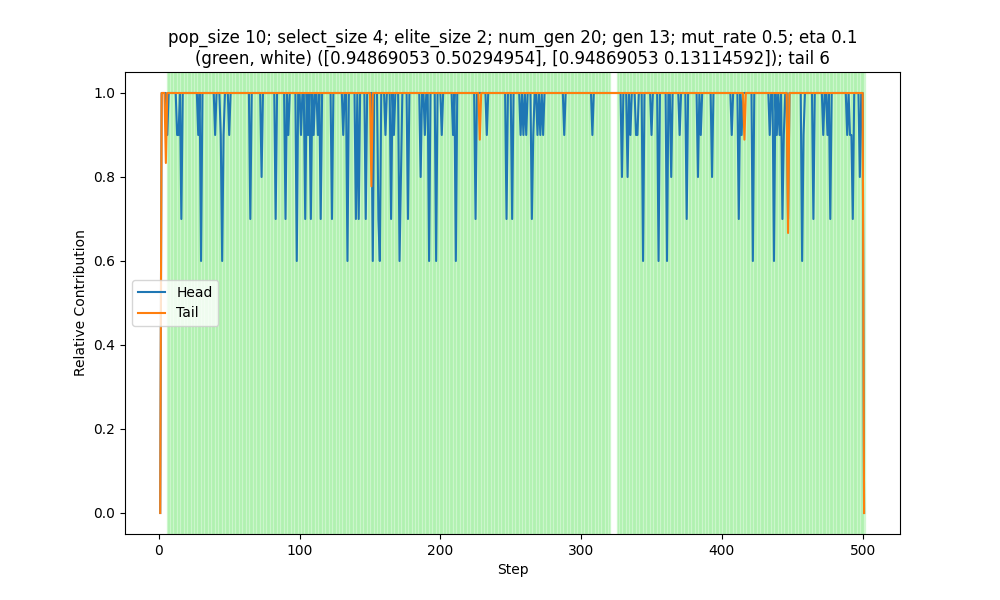 pop_size 10; select_size 4; elite_size 2; num_gen 20; gen 13; mut_rate 0.5; eta 0.1
(green, white) ([0.94869053 0.50294954], [0.94869053 0.13114592]); tail 6
1.0
0.8
0.6
0.4
0.2
0.0
Relative Contribution
Head
Tail
0
100
200
300
400
500
Step